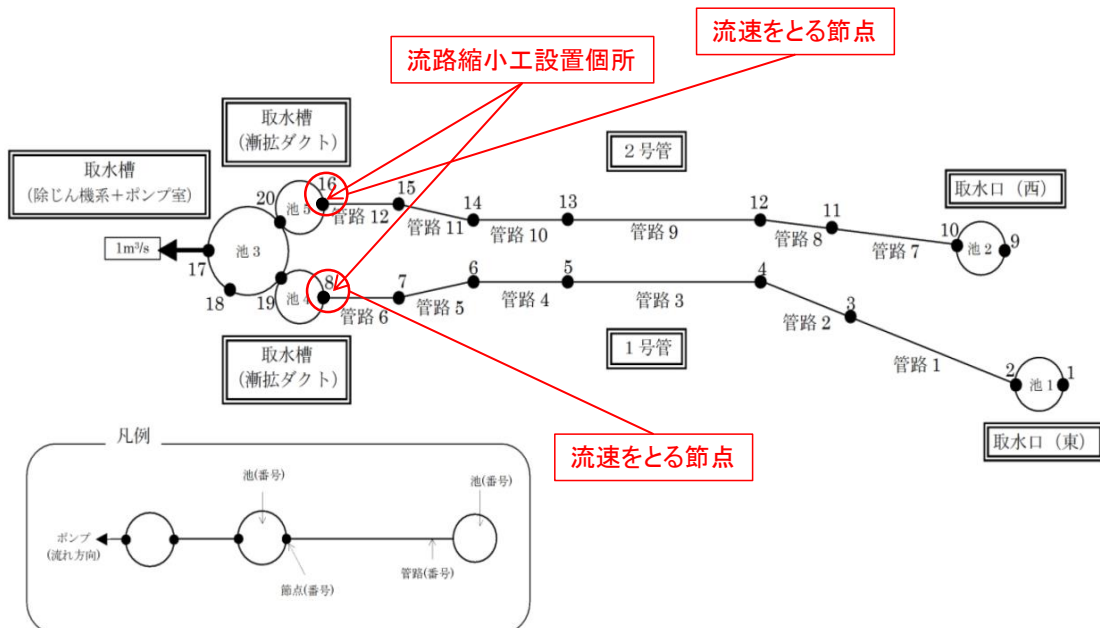 流速をとる節点
流路縮小工設置個所
取水槽
(漸拡ダクト)
取水槽
(除じん機系＋ポンプ室)
2号管
取水口（西）
16
15
14
13
12
11
10
9
20
池5
管路 12
管路 11
管路 10
管路 9
管路 8
管路 7
池2
1m³/s
17
池3
18
19
池4
8
7
6
5
4
3
2
1
管路 6
管路 5
管路 4
管路 3
管路 2
管路 1
池1
取水槽
(漸拡ダクト)
1号管
取水口（東）
流速をとる節点
凡例
池(番号)
池(番号)
ポンプ
(流れ方向)
節点(番号)
管路(番号)